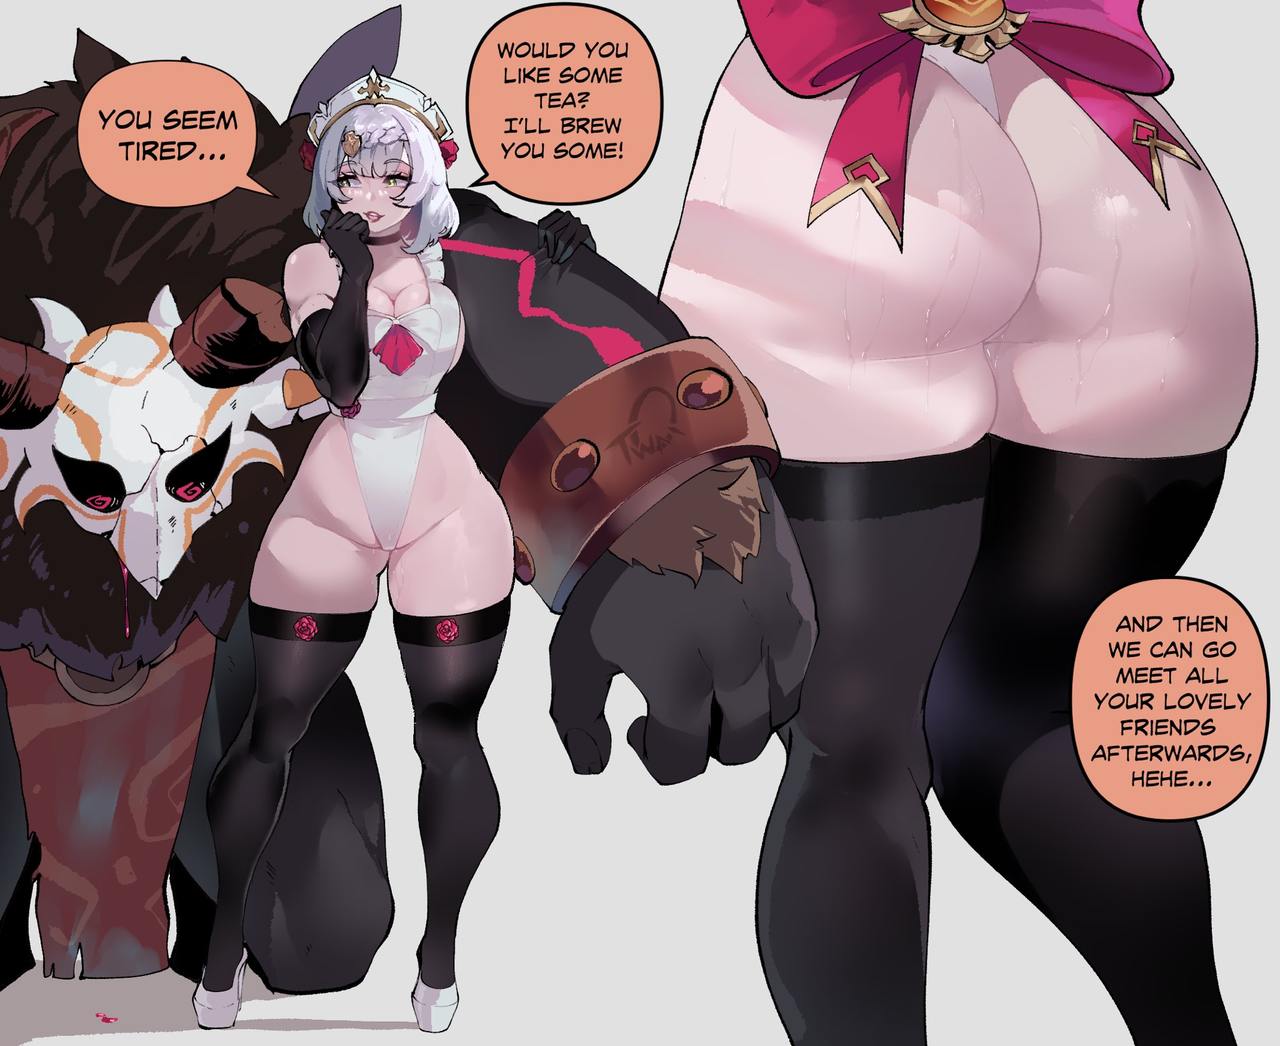 YOU SEEM
TIRED...
WOULD YOU
LIKE SOME
TEA?
I'LL BREW
YOU SOME!
AND THEN
WE CAN GO
MEET ALL
YOUR LOVELY
FRIENDS
AFTERWARDS,
HEHE...